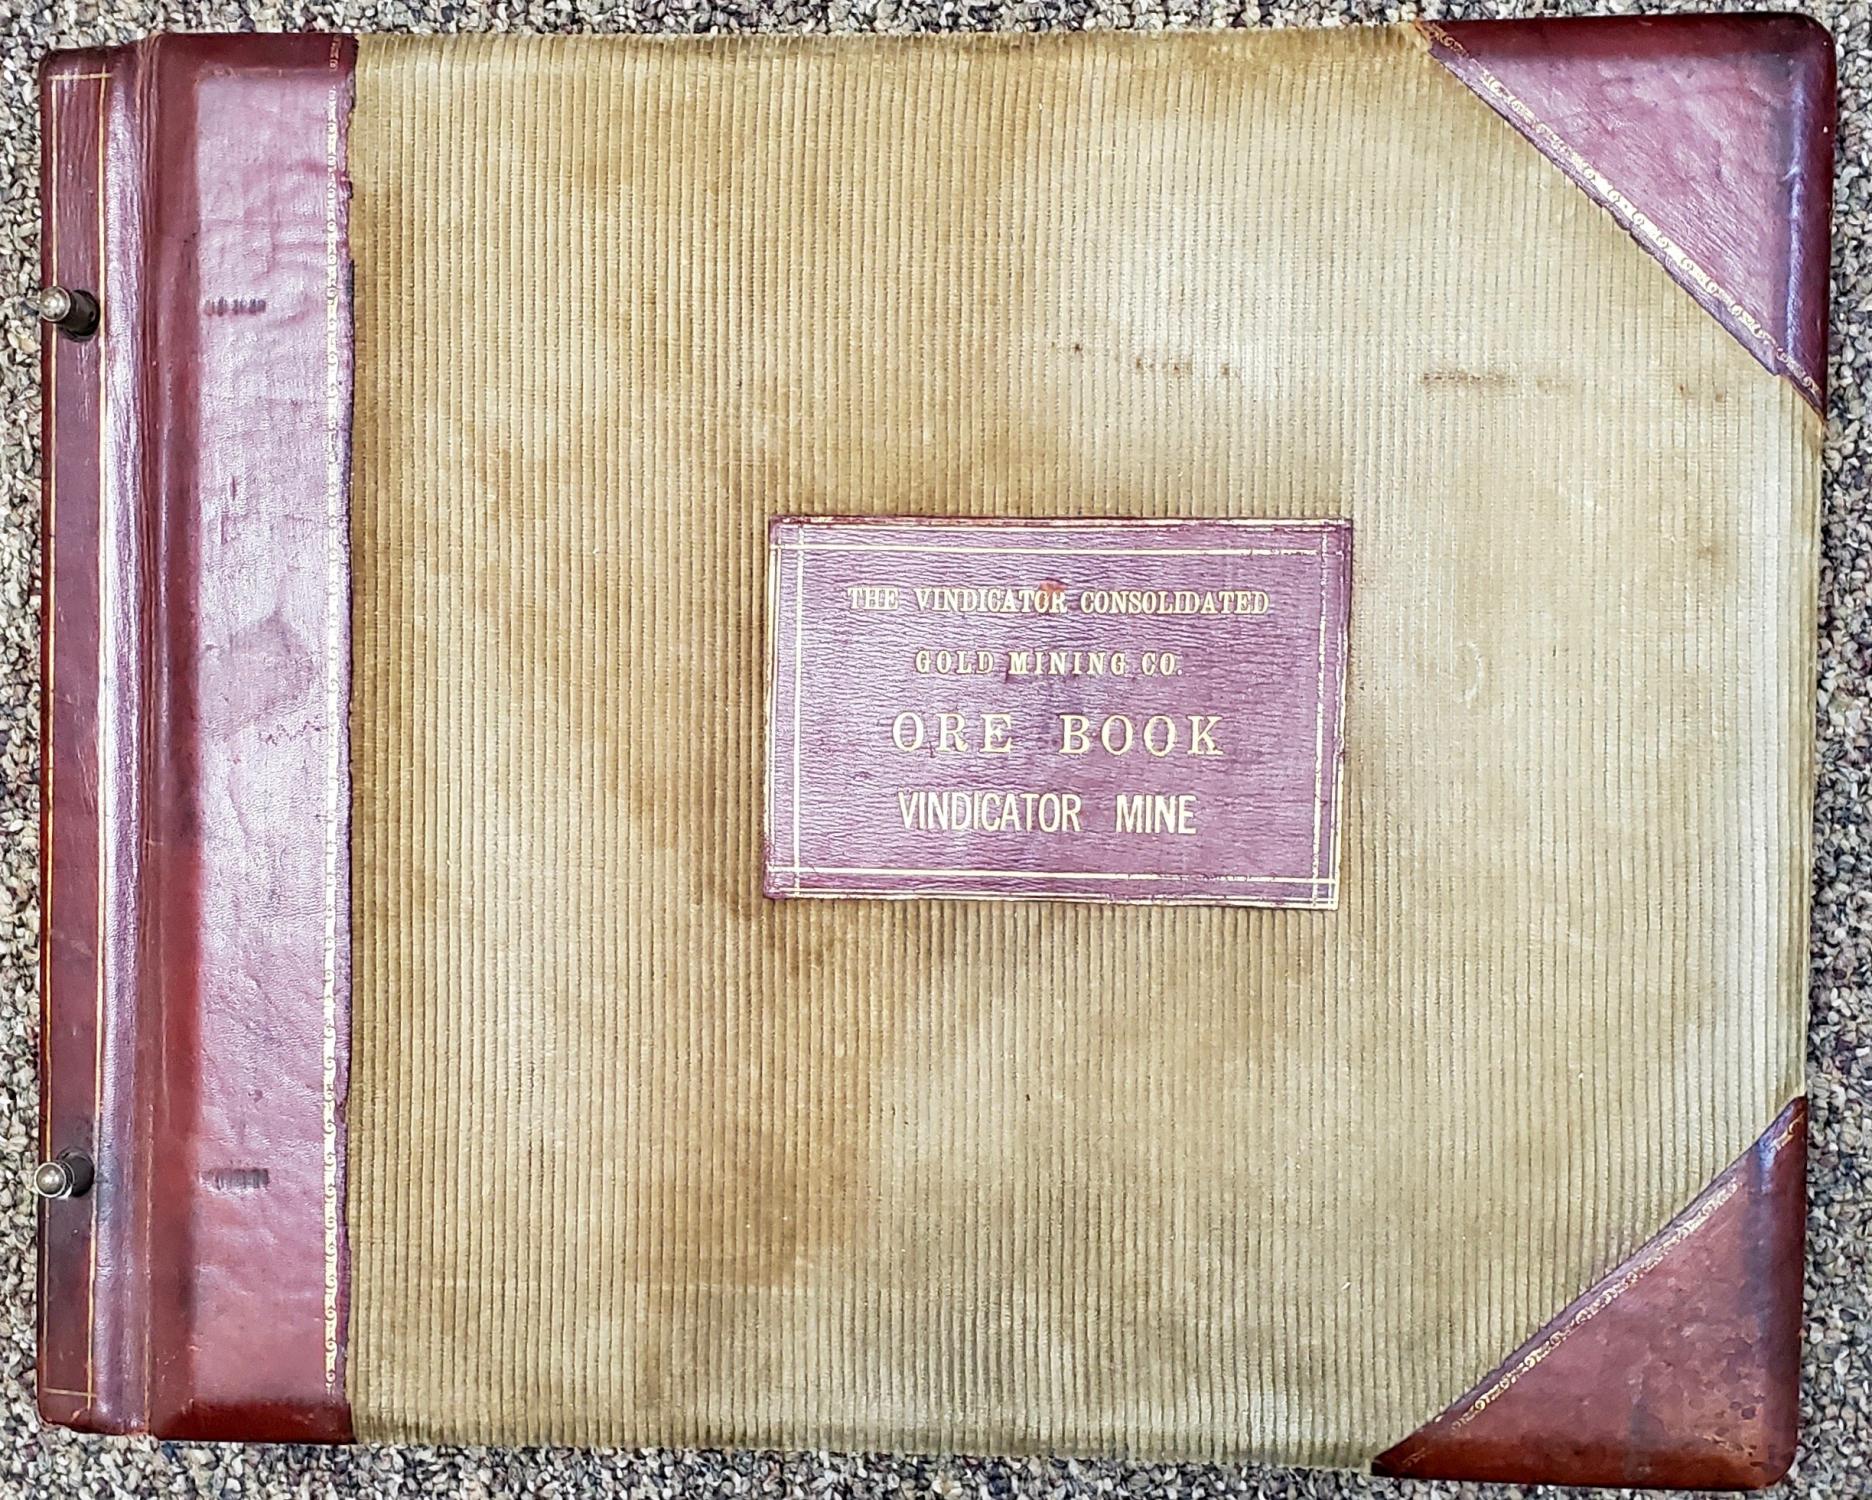 THE VINDICATOR CONSOLIDATED
GOLD MINING CO.
ORE BOOK
VINDICATOR MINE